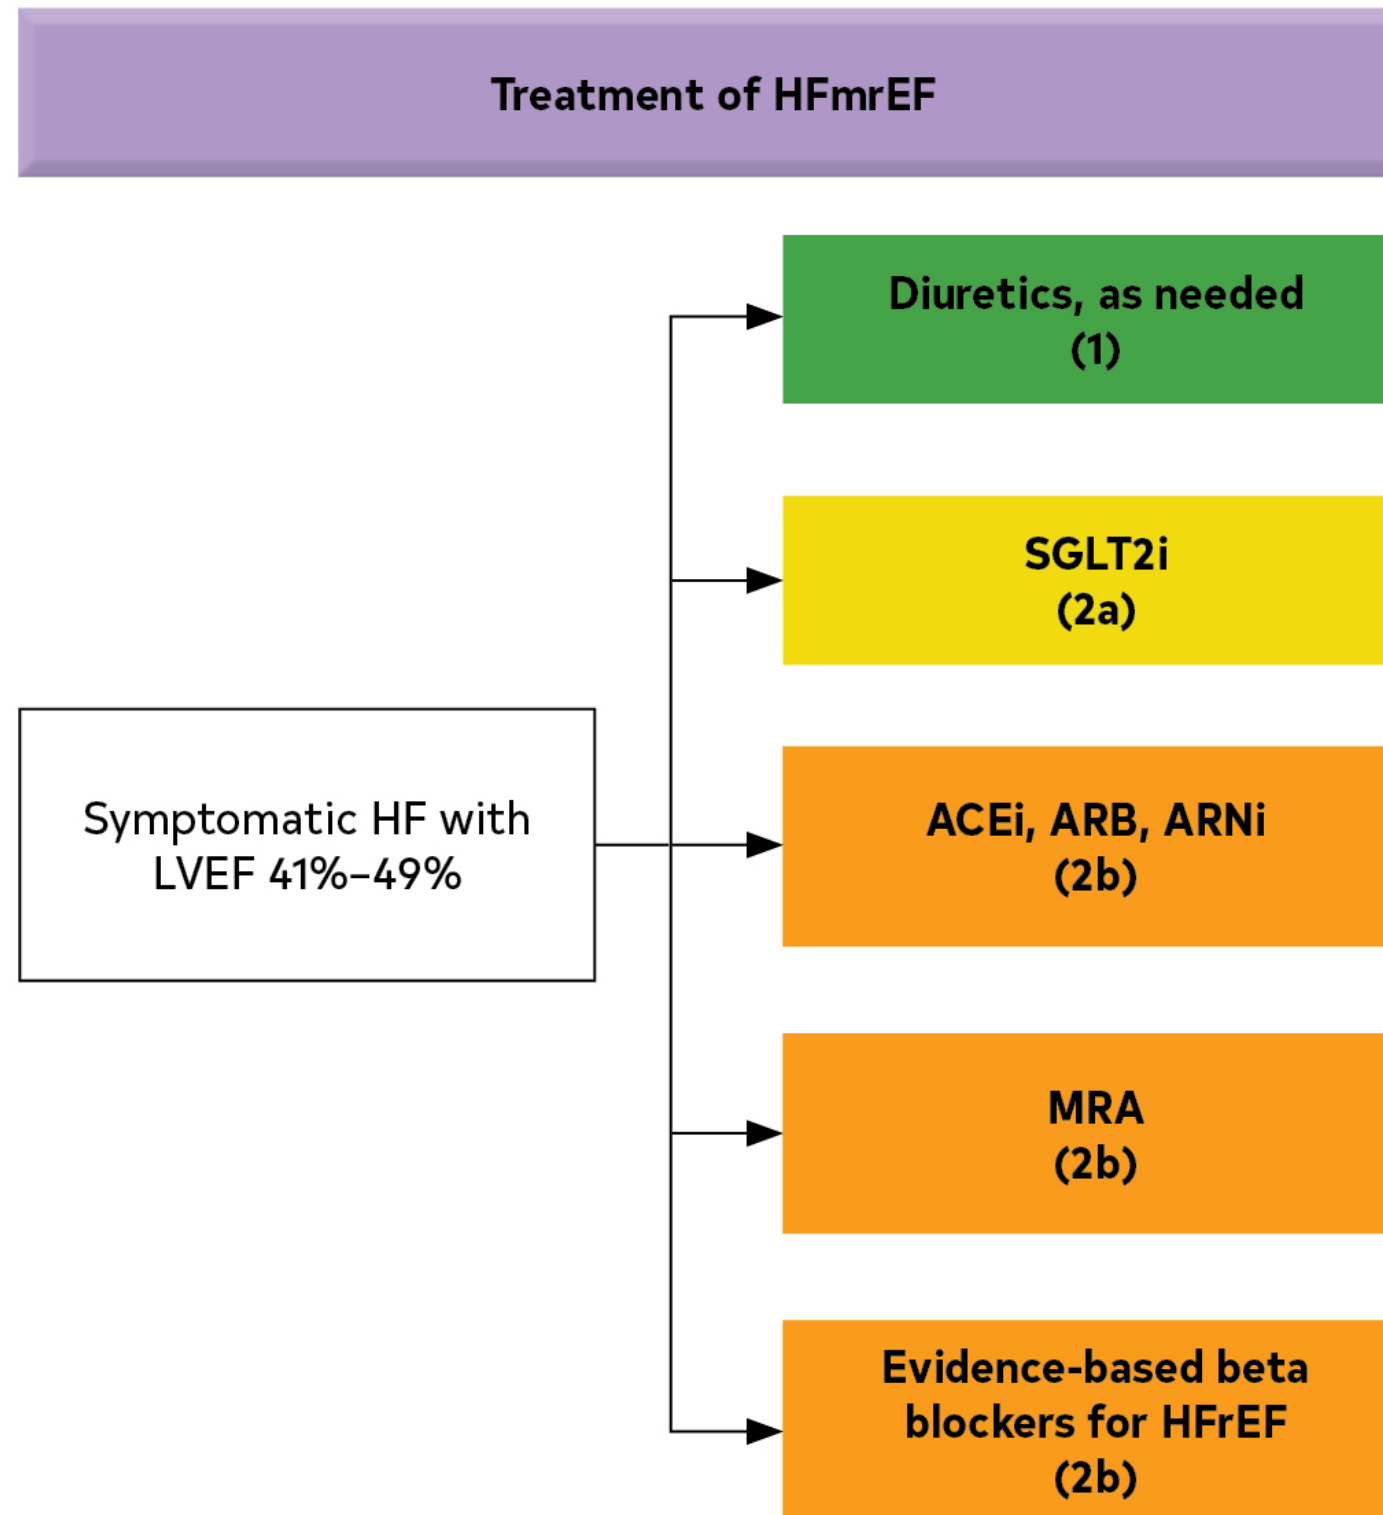 Treatment of HFmrEF
Diuretics, as needed
(1)
SGLT2i
(2a)
Symptomatic HF with
LVEF 41%–49%
ACEi, ARB, ARNi
(2b)
MRA
(2b)
Evidence-based beta
blockers for HFrEF
(2b)